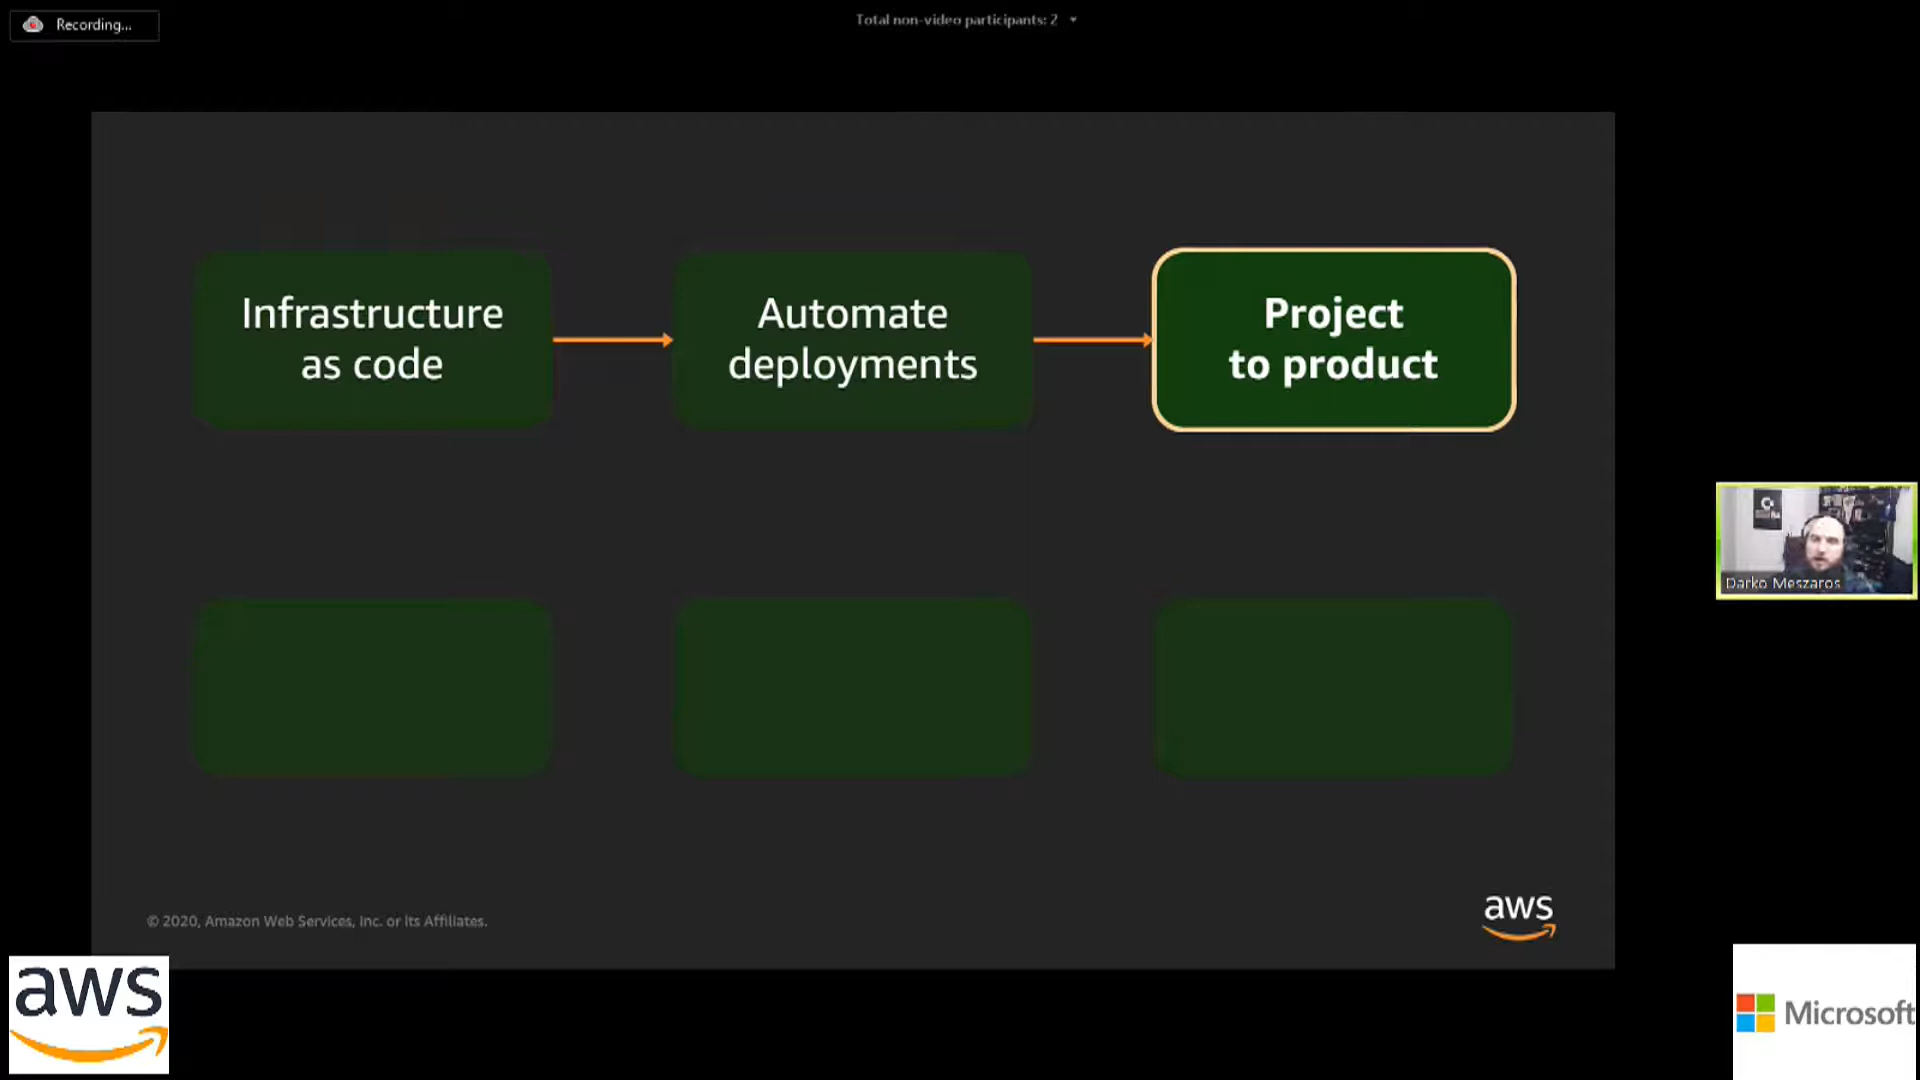 Recording...
Total non-video participants: 2
Infrastructure
as code
Automate
deployments
Project
to product
Darko Meszaros
© 2020, Amazon Web Services, Inc. or its Affiliates.
aws
aws
Microsoft